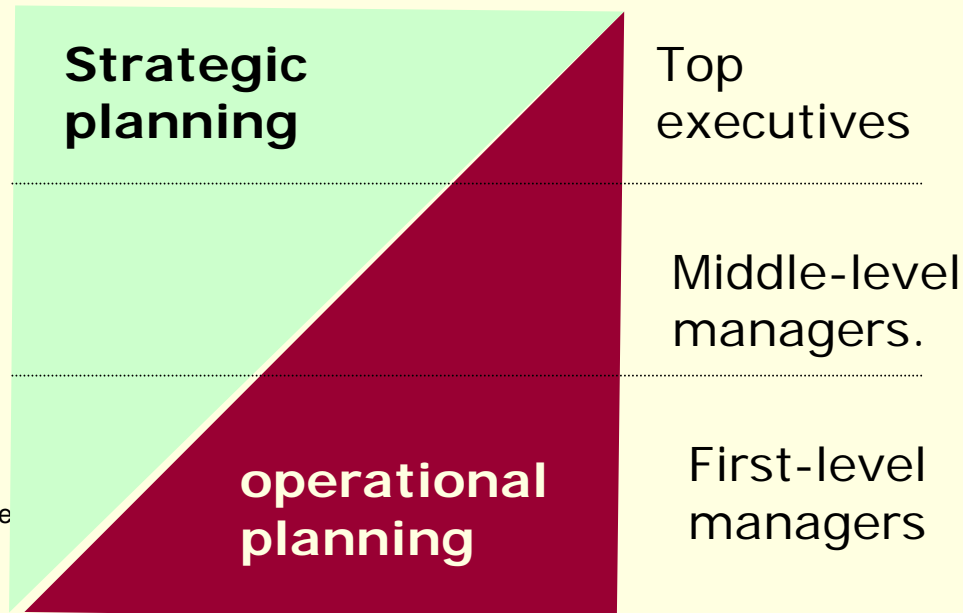 Strategic
planning
Top
executives
Middle-level
managers.
operational
planning
First-level
managers
e